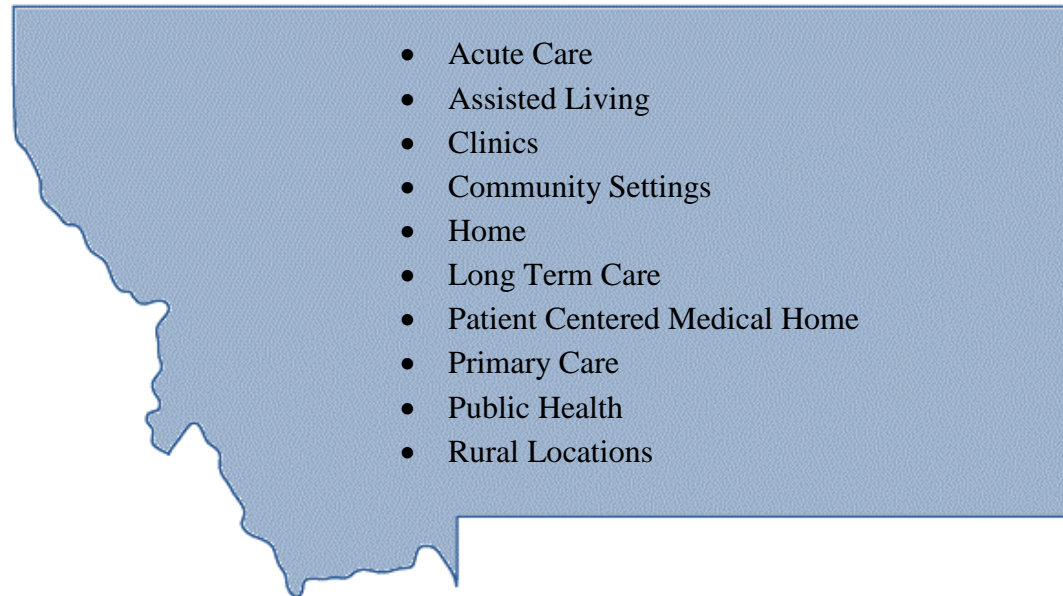 • Acute Care
• Assisted Living
• Clinics
• Community Settings
• Home
• Long Term Care
• Patient Centered Medical Home
• Primary Care
• Public Health
• Rural Locations